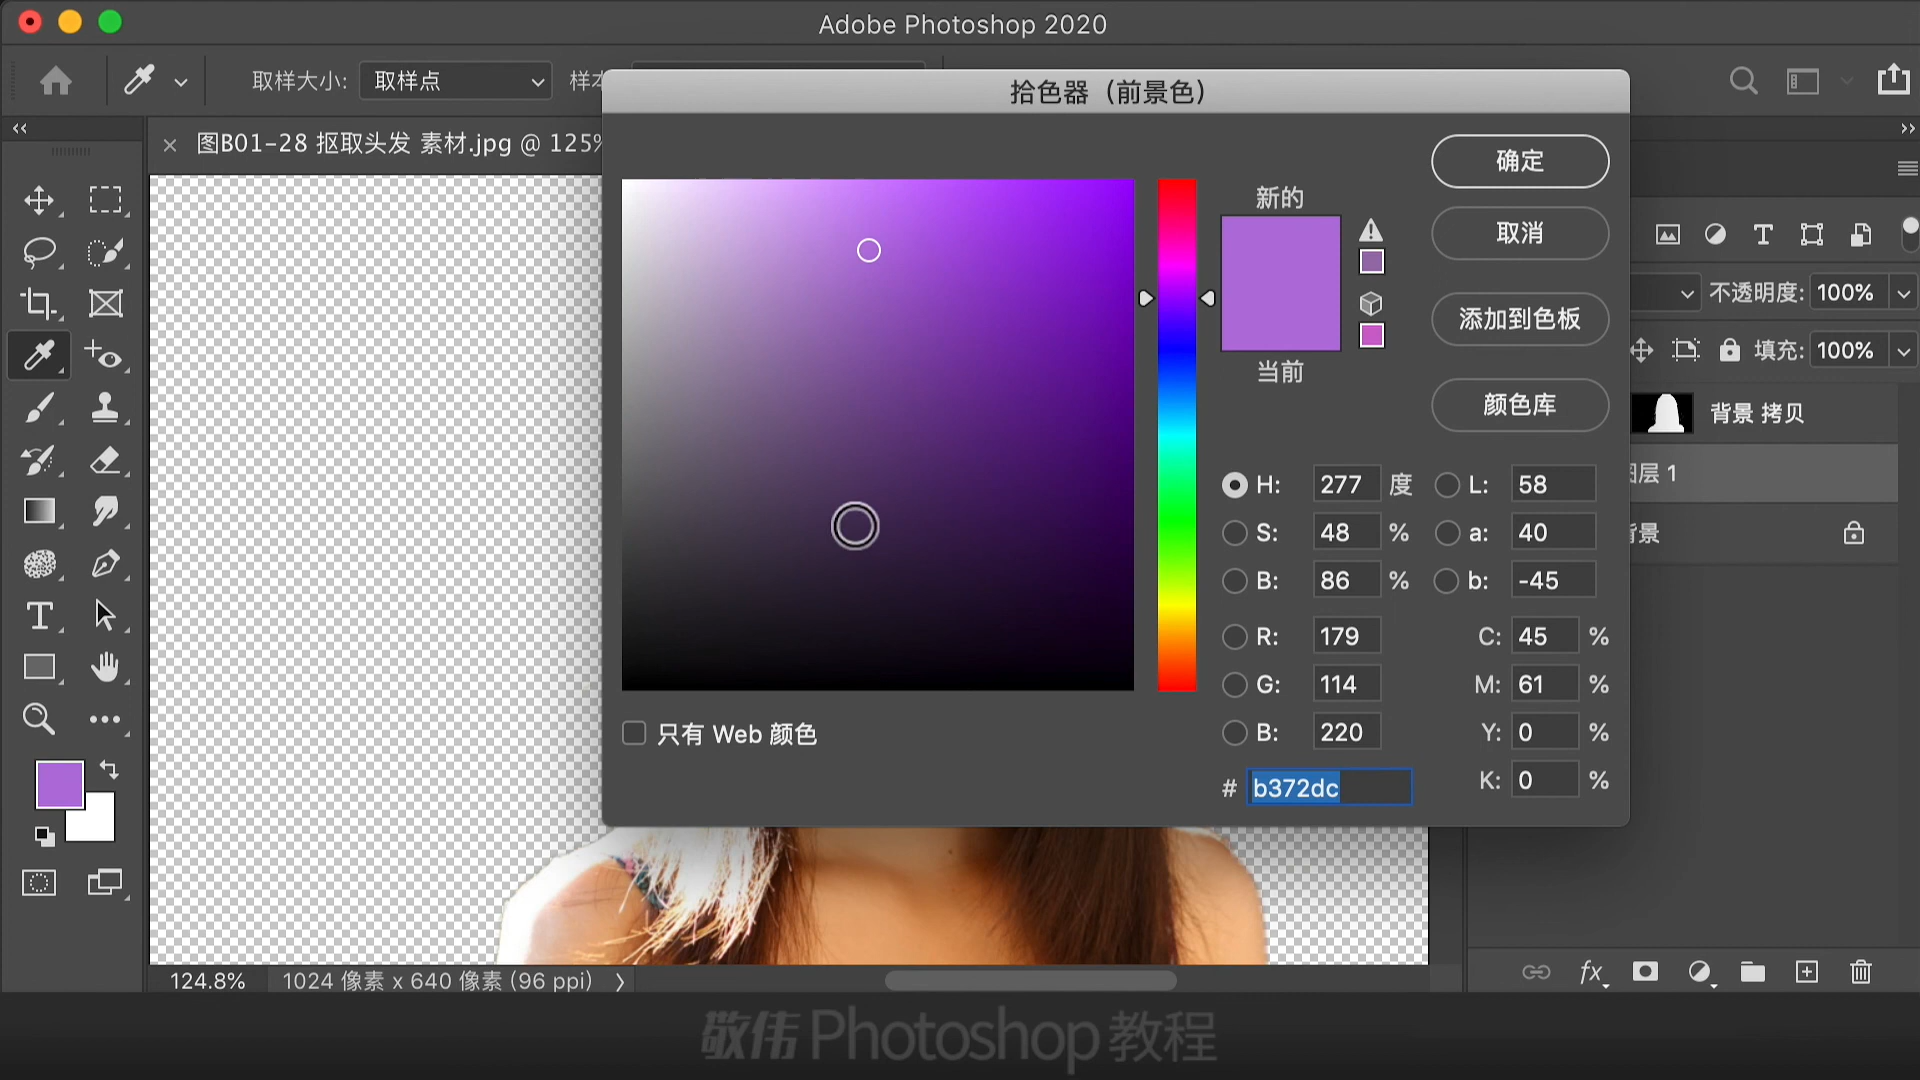 Adobe Photoshop 2020
取样大小: 取样点 样本
图B01-28 抠取头发 素材.jpg @ 125%
拾色器（前景色）
新的
当前
确定
取消
添加到色板
颜色库
H: 277 度 L: 58
S: 48 % a: 40
B: 86 % b: -45
R: 179 C: 45 %
G: 114 M: 61 %
B: 220 Y: 0 %
# b372dc K: 0 %
只有 Web 颜色
不透明度: 100%
填充: 100%
背景 拷贝
图层 1
背景
fx
124.8% 1024 像素 x 640 像素 (96 ppi)
敬伟 Photoshop 教程